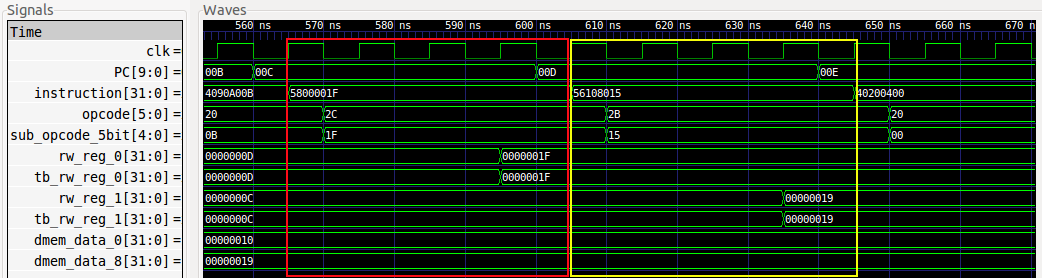 Signals
Waves
Time
560 ns 570 ns 580 ns 590 ns 600 ns 610 ns 620 ns 630 ns 640 ns 650 ns 660 ns 670 n
clk=
PC[9:0]= 00B 00C 00D 00E
instruction[31:0]= 4090A00B 5800001F 56108015 40200400
opcode[5:0]= 20 2C 2B 20
sub_opcode_5bit[4:0]= 0B 1F 15 00
rw_reg_0[31:0]= 0000000D 0000001F
tb_rw_reg_0[31:0]= 0000000D 0000001F
rw_reg_1[31:0]= 0000000C 00000019
tb_rw_reg_1[31:0]= 0000000C 00000019
dmem_data_0[31:0]= 00000010
dmem_data_8[31:0]= 00000019